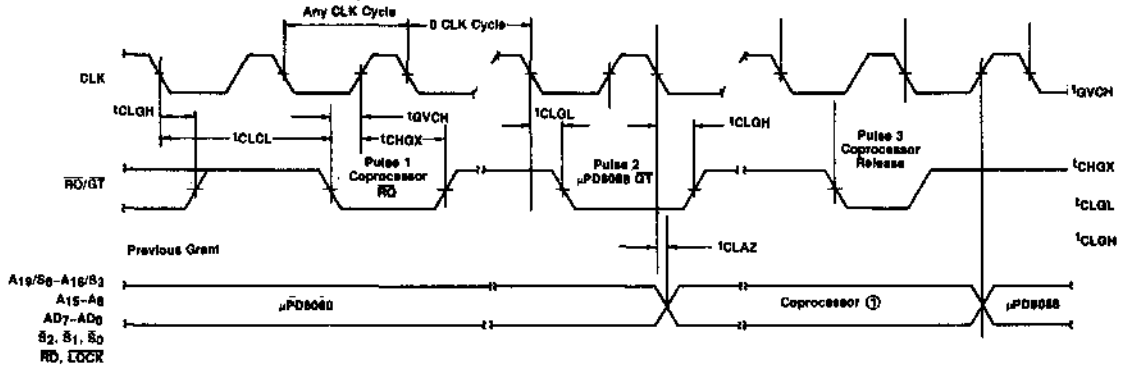 Any CLK Cycle
0 CLK Cycle
CLK
tGVCH
tCLGH
tCLCL
tGVCH
tCHGX
tCLGL
tCLGH
Pulse 1
Coprocessor
RQ
Pulse 2
μPD8088 GT
Pulse 3
Coprocessor
Release
RQ/GT
tCHGX
tCLGL
tCLGH
Previous Grant
tCLAZ
A19/S6-A16/S3
A15-A8
AD7-AD0
S2, S1, S0
RD, LOCK
Coprocessor ①
μPD8088